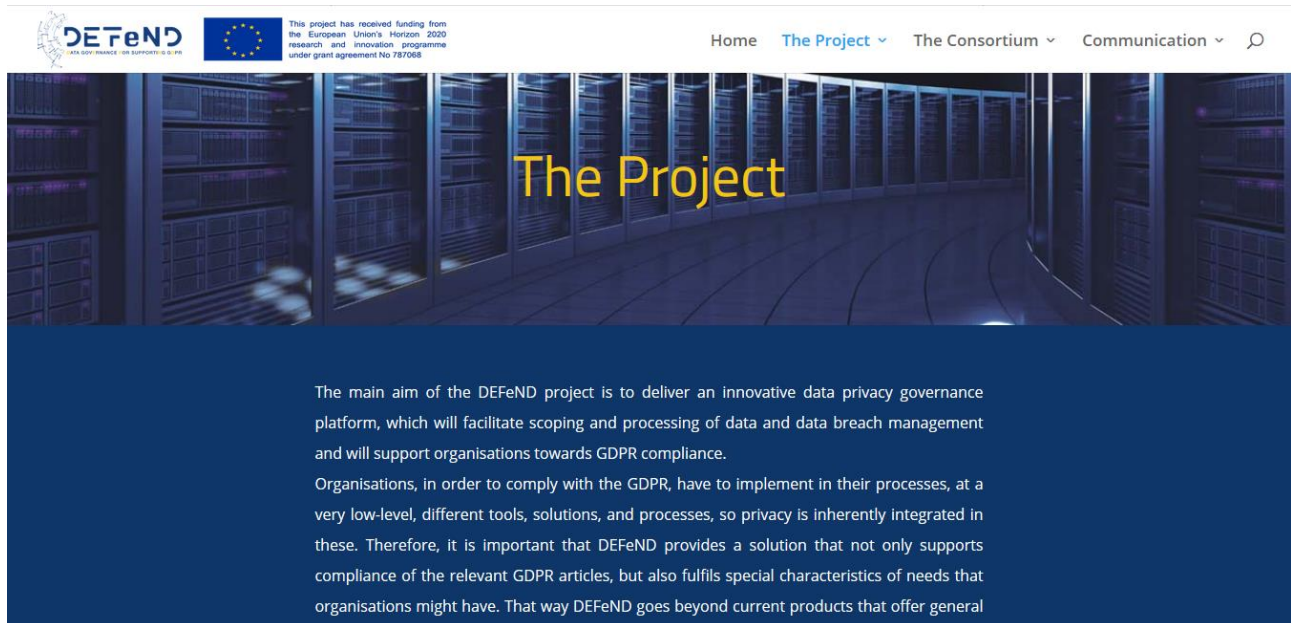 DEFeND
DATA GOVERNANCE FOR SUPPORTING GDPR
This project has received funding from
the European Union's Horizon 2020
research and innovation programme
under grant agreement No 787068
Home The Project The Consortium Communication
The Project
The main aim of the DEFeND project is to deliver an innovative data privacy governance
platform, which will facilitate scoping and processing of data and data breach management
and will support organisations towards GDPR compliance.
Organisations, in order to comply with the GDPR, have to implement in their processes, at a
very low-level, different tools, solutions, and processes, so privacy is inherently integrated in
these. Therefore, it is important that DEFeND provides a solution that not only supports
compliance of the relevant GDPR articles, but also fulfils special characteristics of needs that
organisations might have. That way DEFeND goes beyond current products that offer general